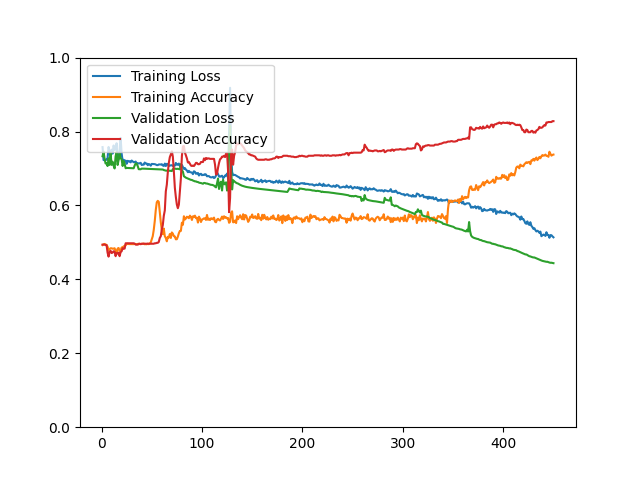 Training Loss
Training Accuracy
Validation Loss
Validation Accuracy
1.0
0.8
0.6
0.4
0.2
0.0
0 100 200 300 400